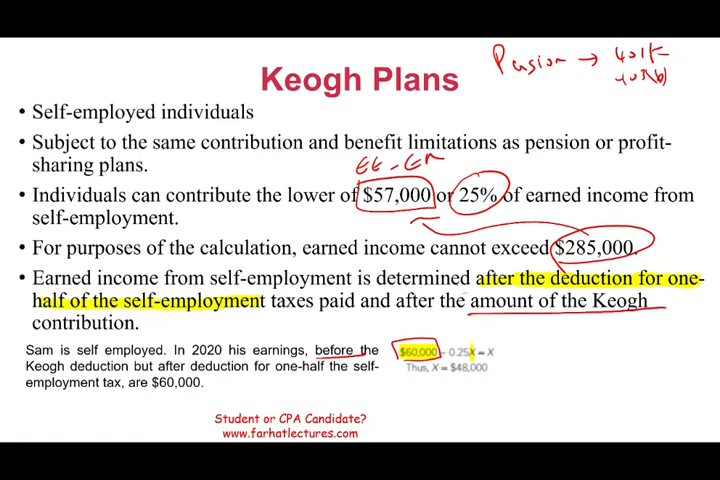 Pension → 401K
403(b)
Keogh Plans
• Self-employed individuals
• Subject to the same contribution and benefit limitations as pension or profit-
sharing plans.
EE - ER
• Individuals can contribute the lower of $57,000 or 25% of earned income from
self-employment.
• For purposes of the calculation, earned income cannot exceed $285,000.
• Earned income from self-employment is determined after the deduction for one-
half of the self-employment taxes paid and after the amount of the Keogh
contribution.
Sam is self employed. In 2020 his earnings, before the
Keogh deduction but after deduction for one-half the self-
employment tax, are $60,000.
$60,000 - 0.25X = X
Thus, X = $48,000
Student or CPA Candidate?
www.farhatlectures.com